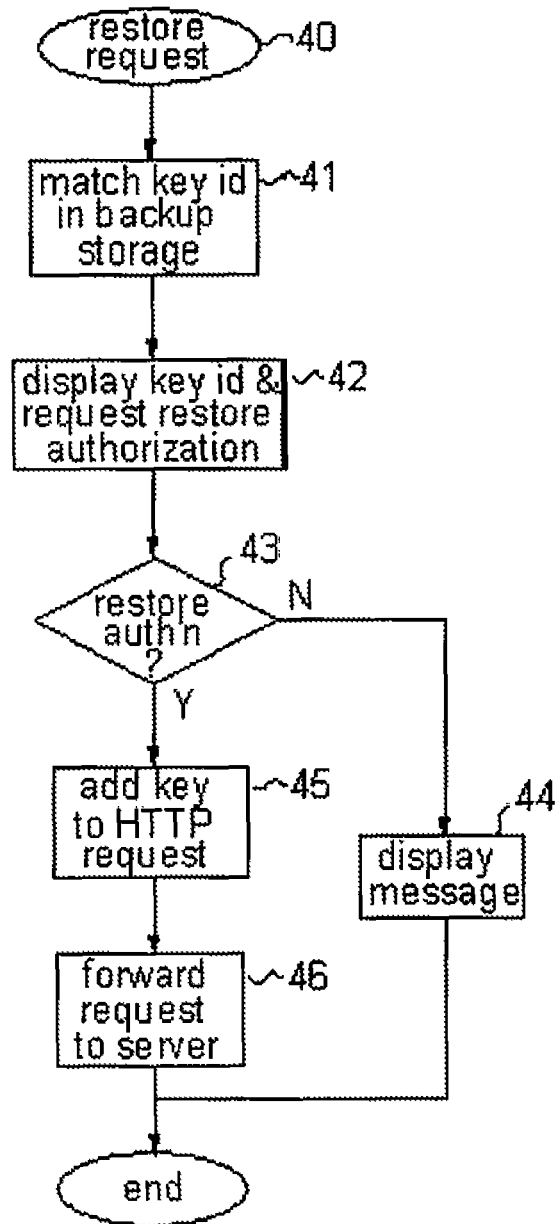 restore
request
40
match key id
in backup
storage
41
display key id &
request restore
authorization
42
43
restore
auth'n
?
N
Y
add key
to HTTP
request
45
44
display
message
forward
request
to server
46
end